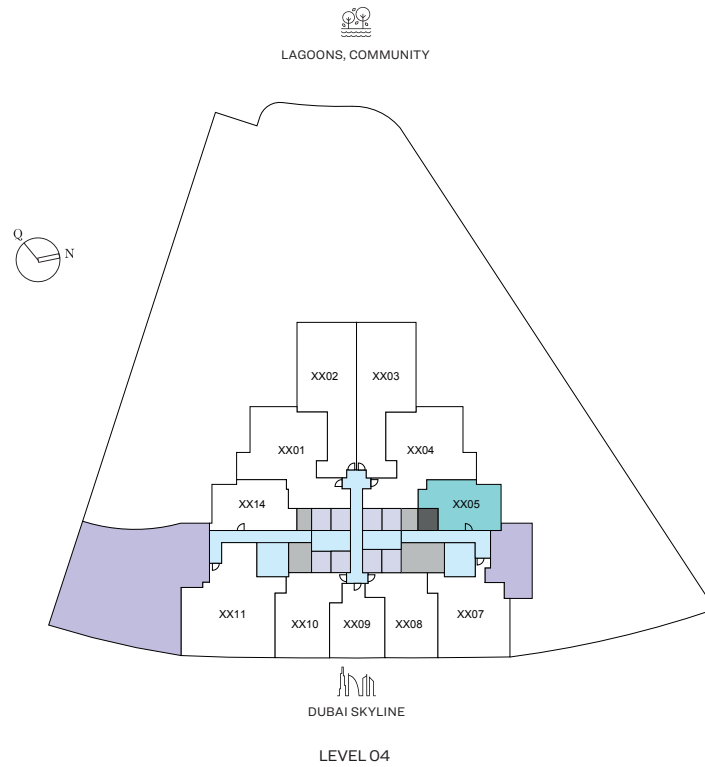 LAGOONS, COMMUNITY
Q
N
XX02
XX03
XX01
XX04
XX14
XX05
XX11
XX10
XX09
XX08
XX07
DUBAI SKYLINE
LEVEL 04